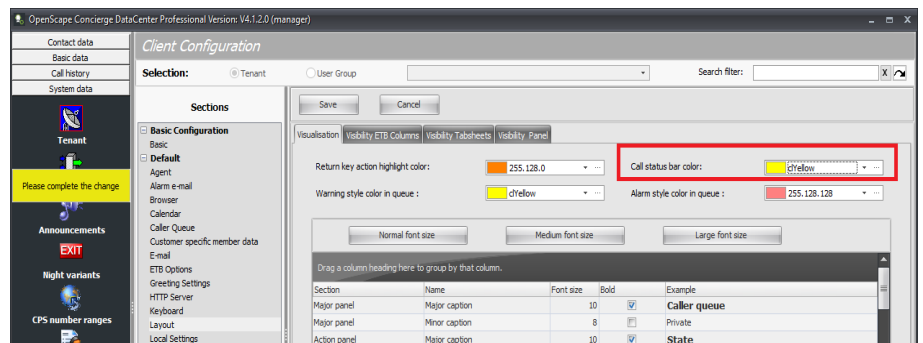 OpenScape Concierge DataCenter Professional Version: V4.1.2.0 (manager)
Contact data
Basic data
Call history
System data
Tenant
Please complete the change
Announcements
EXIT
Night variants
CPS number ranges
Client Configuration
Selection: Tenant User Group Search filter: X
Sections
Basic Configuration
Basic
Default
Agent
Alarm e-mail
Browser
Calendar
Caller Queue
Customer specific member data
E-mail
ETB Options
Greeting Settings
HTTP Server
Keyboard
Layout
Local Settings
Save Cancel
Visualisation Visibility ETB Columns Visibility Tabsheets Visibility Panel
Return key action highlight color: 255.128.0 Call status bar color: clYellow
Warning style color in queue : clYellow Alarm style color in queue : 255.128.128
Normal font size Medium font size Large font size
Drag a column heading here to group by that column.
Section Name Font size Bold Example
Major panel Major caption 10 Caller queue
Major panel Minor caption 8 Private
Action panel Major caption 10 State